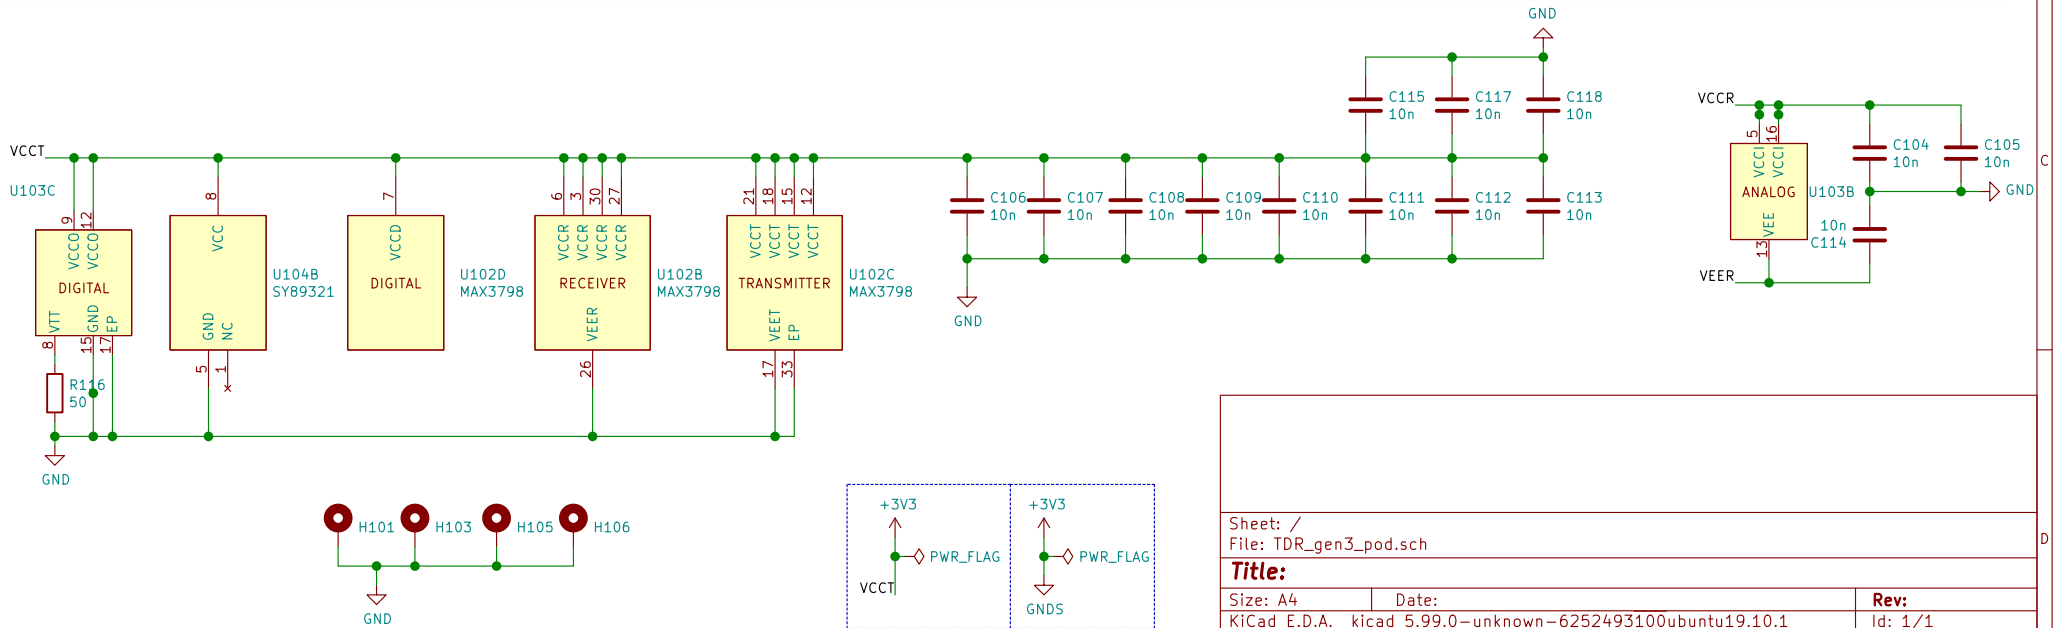 GND
C115
10n
C117
10n
C118
10n
VCCR
5
16
VCCI
VCCI
C104
10n
C105
10n
C
VCCT
U103C
9
12
VCCO
VCCO
DIGITAL
VTT
GND
EP
8
15
17
R116
50
GND
8
VCC
GND
NC
5
1
U104B
SY89321
7
VCCD
DIGITAL
U102D
MAX3798
6
3
30
27
VCCR
VCCR
VCCR
VCCR
RECEIVER
VEER
26
U102B
MAX3798
21
18
15
12
VCCT
VCCT
VCCT
VCCT
TRANSMITTER
VEET
EP
17
33
U102C
MAX3798
C106
10n
C107
10n
C108
10n
C109
10n
C110
10n
C111
10n
C112
10n
C113
10n
GND
ANALOG
U103B
VEE
13
GND
10n
C114
VEER
H101
H103
H105
H106
GND
+3V3
PWR_FLAG
VCCT
+3V3
PWR_FLAG
GNDS
Sheet: /
File: TDR_gen3_pod.sch
D
Title:
Size: A4
Date:
Rev:
KiCad E.D.A. kicad 5.99.0-unknown-6252493100ubuntu19.10.1
Id: 1/1